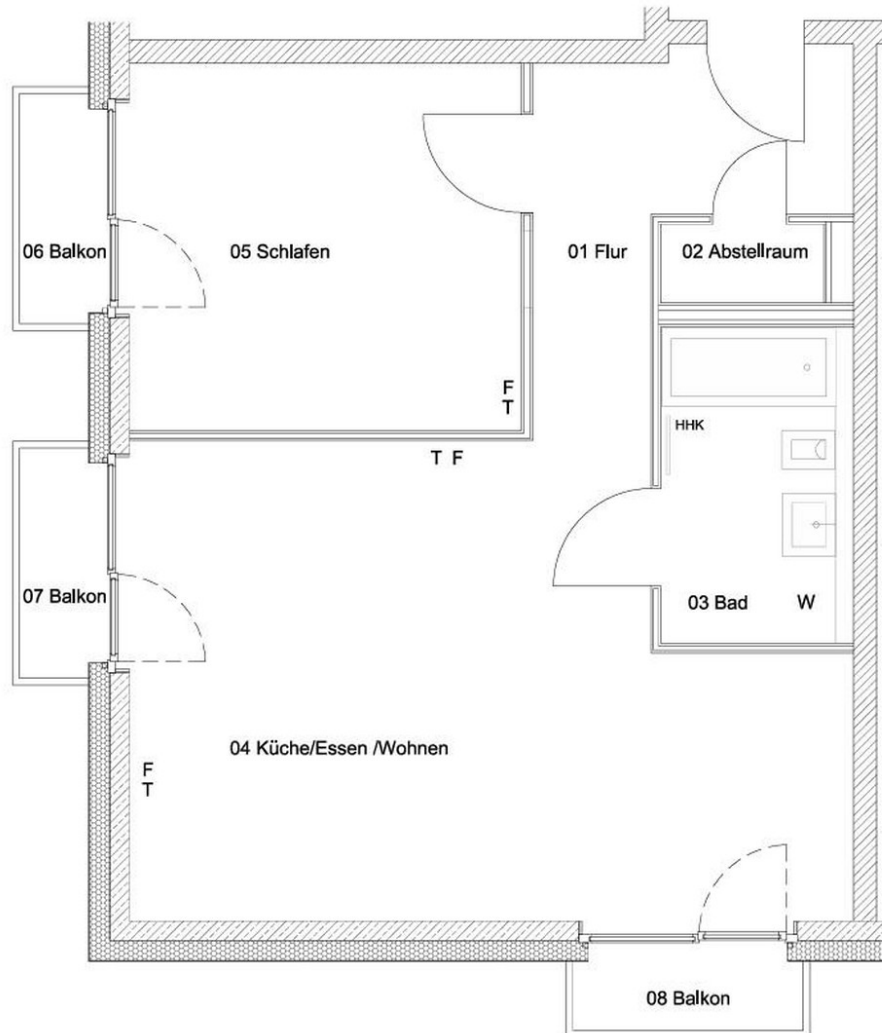 06 Balkon
05 Schlafen
01 Flur
02 Abstellraum
F
T
HHK
T F
07 Balkon
03 Bad
W
04 Küche/Essen /Wohnen
F
T
08 Balkon